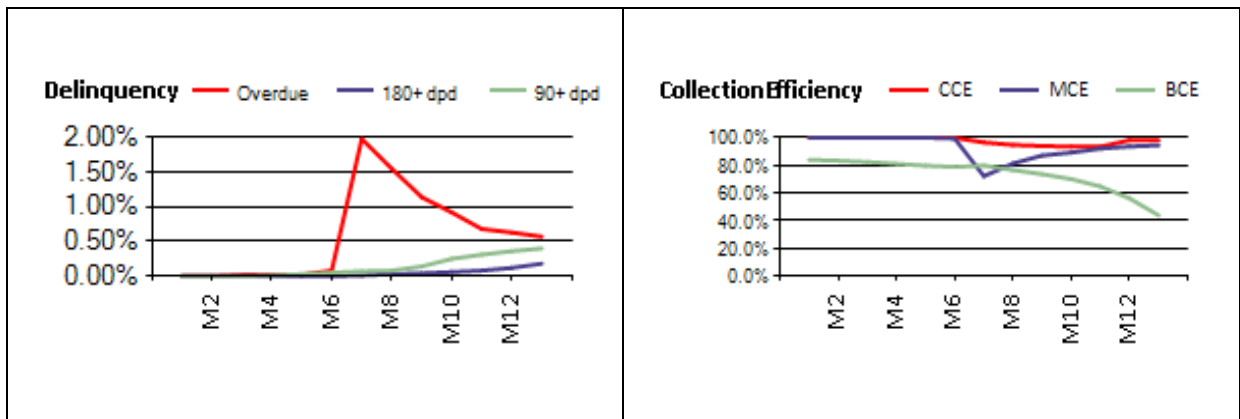 Delinquency Overdue 180+ dpd 90+ dpd
2.00%
1.50%
1.00%
0.50%
0.00%
M2 M4 M6 M8 M10 M12
Collection Efficiency CCE MCE BCE
100.0%
80.0%
60.0%
40.0%
20.0%
0.0%
M2 M4 M6 M8 M10 M12